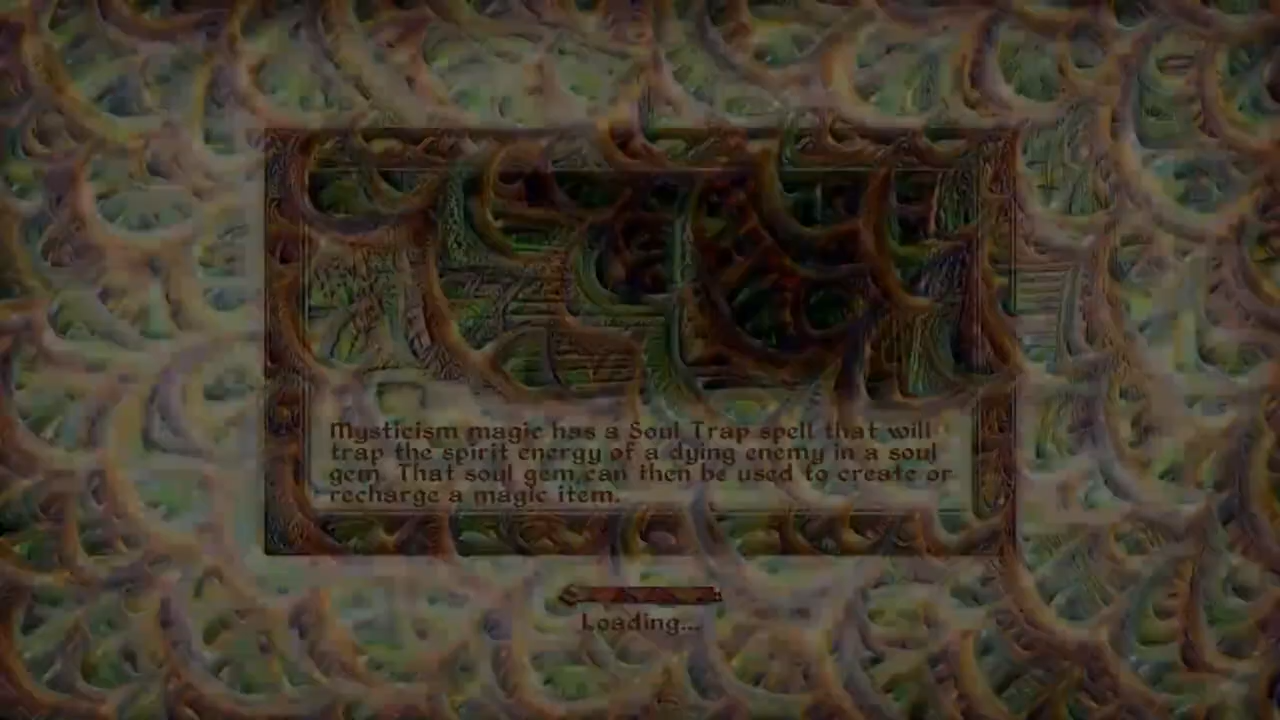 Mysticism magic has a Soul Trap spell that will
trap the spirit energy of a dying enemy in a soul
gem. That soul gem can then be used to create or
recharge a magic item.
Loading...